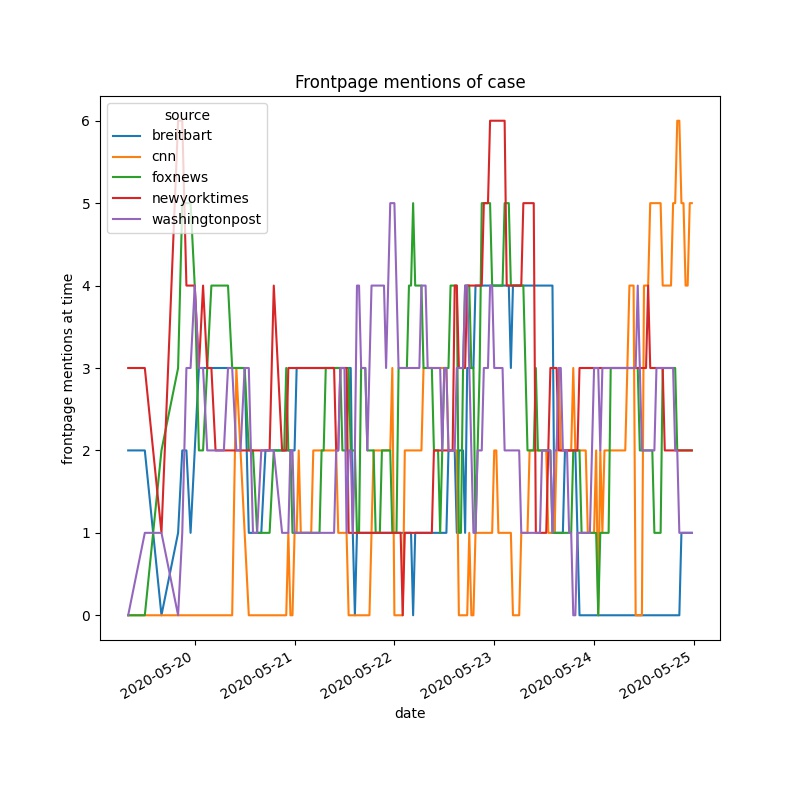 Frontpage mentions of case
source
breitbart
cnn
foxnews
newyorktimes
washingtonpost
frontpage mentions at time
6
5
4
3
2
1
0
2020-05-20
2020-05-21
2020-05-22
2020-05-23
2020-05-24
2020-05-25
date